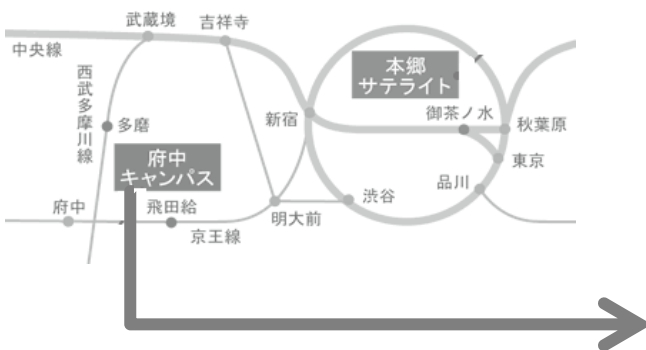 武蔵境
吉祥寺
中央線
本郷
サテライト
西武多摩川線
新宿
御茶ノ水
秋葉原
多磨
東京
府中
キャンパス
品川
渋谷
府中
飛田給
明大前
京王線